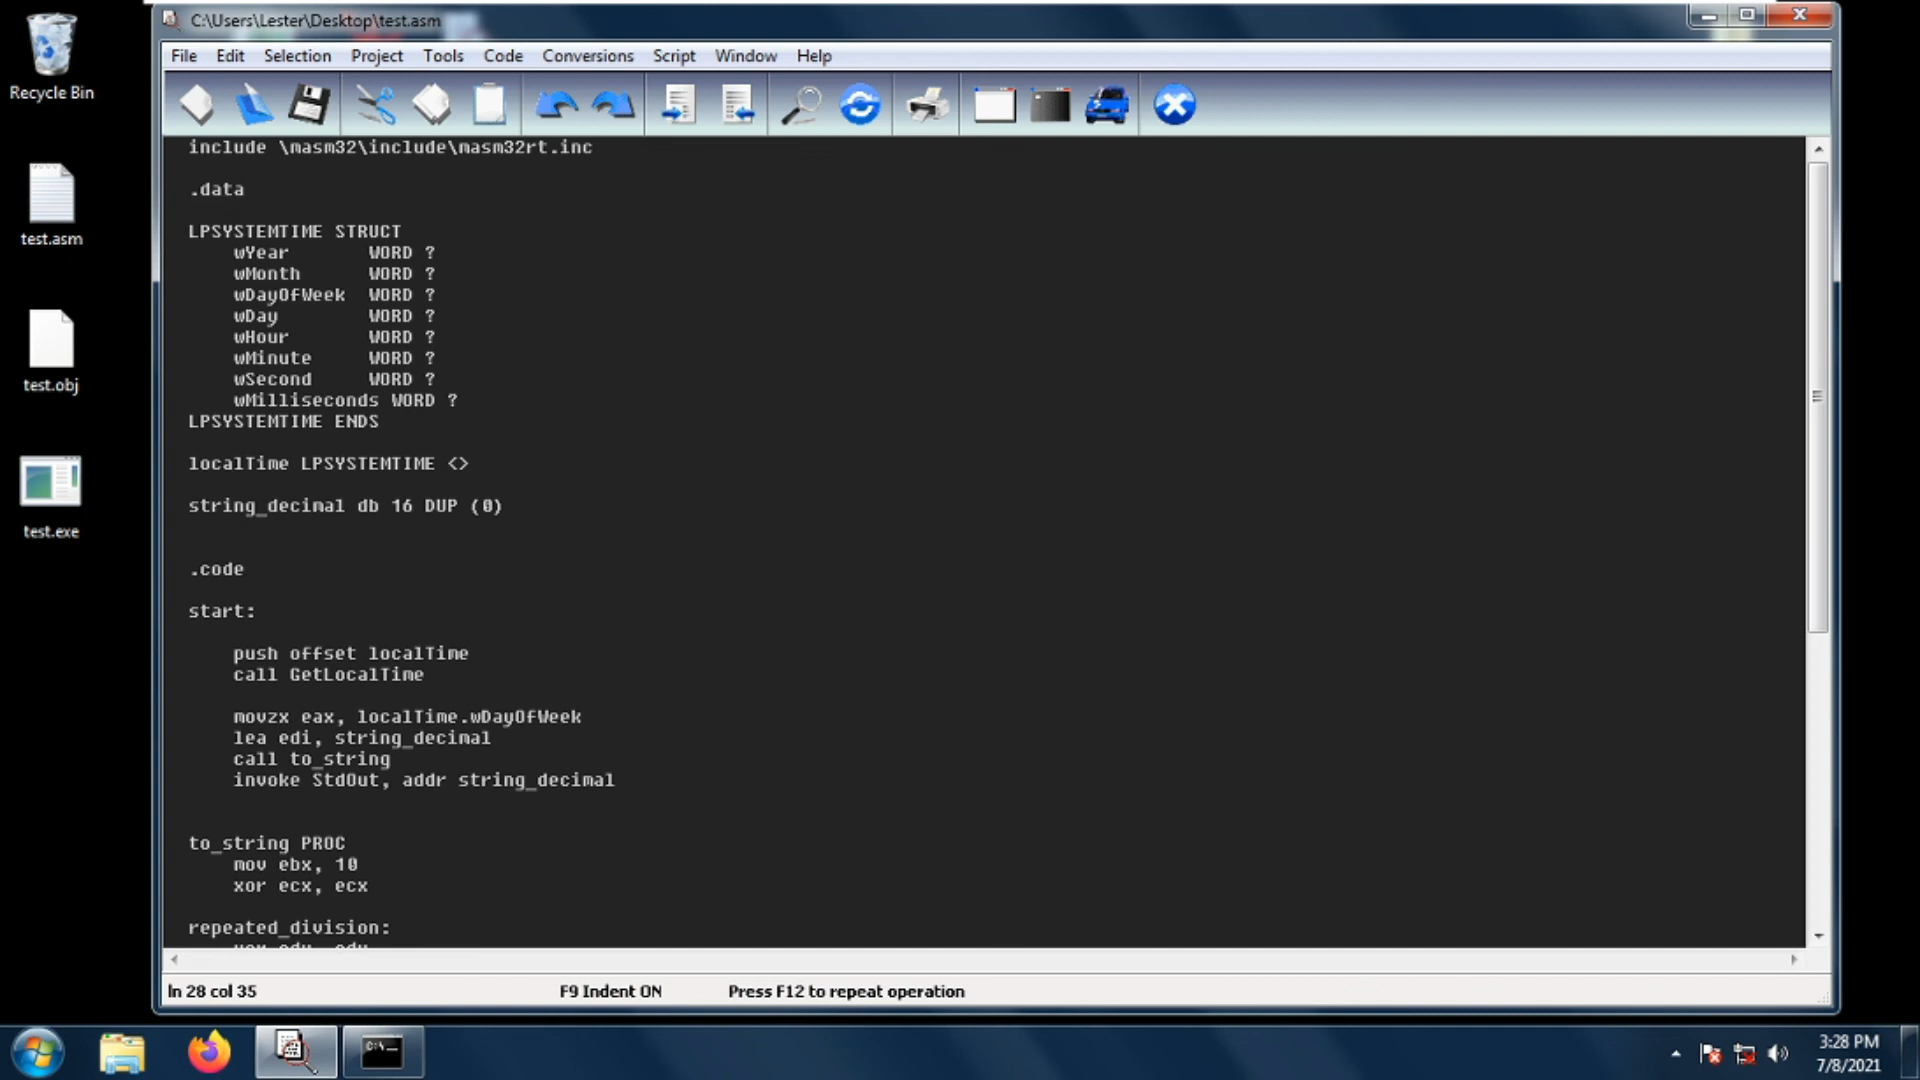 C:\Users\Lester\Desktop\test.asm
File Edit Selection Project Tools Code Conversions Script Window Help
Recycle Bin
test.asm
test.obj
test.exe
include \masm32\include\masm32rt.inc
.data
LPSYSTEMTIME STRUCT
wYear WORD ?
wMonth WORD ?
wDayOfWeek WORD ?
wDay WORD ?
wHour WORD ?
wMinute WORD ?
wSecond WORD ?
wMilliseconds WORD ?
LPSYSTEMTIME ENDS
localTime LPSYSTEMTIME <>
string_decimal db 16 DUP (0)
.code
start:
push offset localTime
call GetLocalTime
movzx eax, localTime.wDayOfWeek
lea edi, string_decimal
call to_string
invoke StdOut, addr string_decimal
to_string PROC
mov ebx, 10
xor ecx, ecx
repeated_division:
xor edx, edx
ln 28 col 35 F9 Indent ON Press F12 to repeat operation
C:\_
3:28 PM
7/8/2021